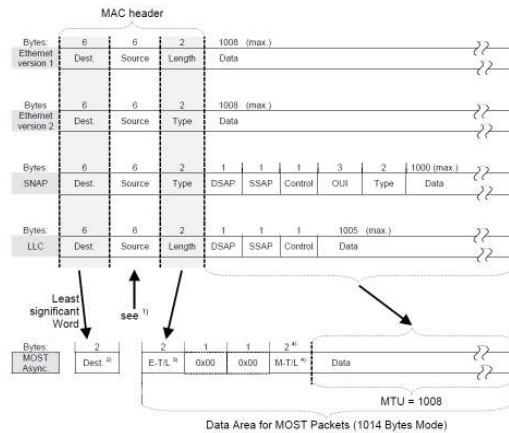 MAC header
Bytes: 6 6 2 1008 (max.)
Ethernet version 1 Dest. Source Length Data
Bytes 6 6 2 1008 (max.)
Ethernet version 2 Dest. Source Type Data
Bytes: 6 6 2 1 1 1 3 2 1000 (max.)
SNAP Dest. Source Type DSAP SSAP Control OUI Type Data
Bytes: 6 6 2 1 1 1 1005 (max.)
LLC Dest. Source Length DSAP SSAP Control Data
Least significant Word
see 1)
Bytes: 2 2 1 1 2 4)
MOST Async. Dest 2) E-T/L 3) 0x00 0x00 M-T/L 4) Data
MTU = 1008
Data Area for MOST Packets (1014 Bytes Mode)